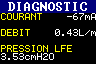 DIAGNOSTIC
COURANT -67mA
DEBIT 0.43L/m
PRESSION LFE
3.53cmH2O